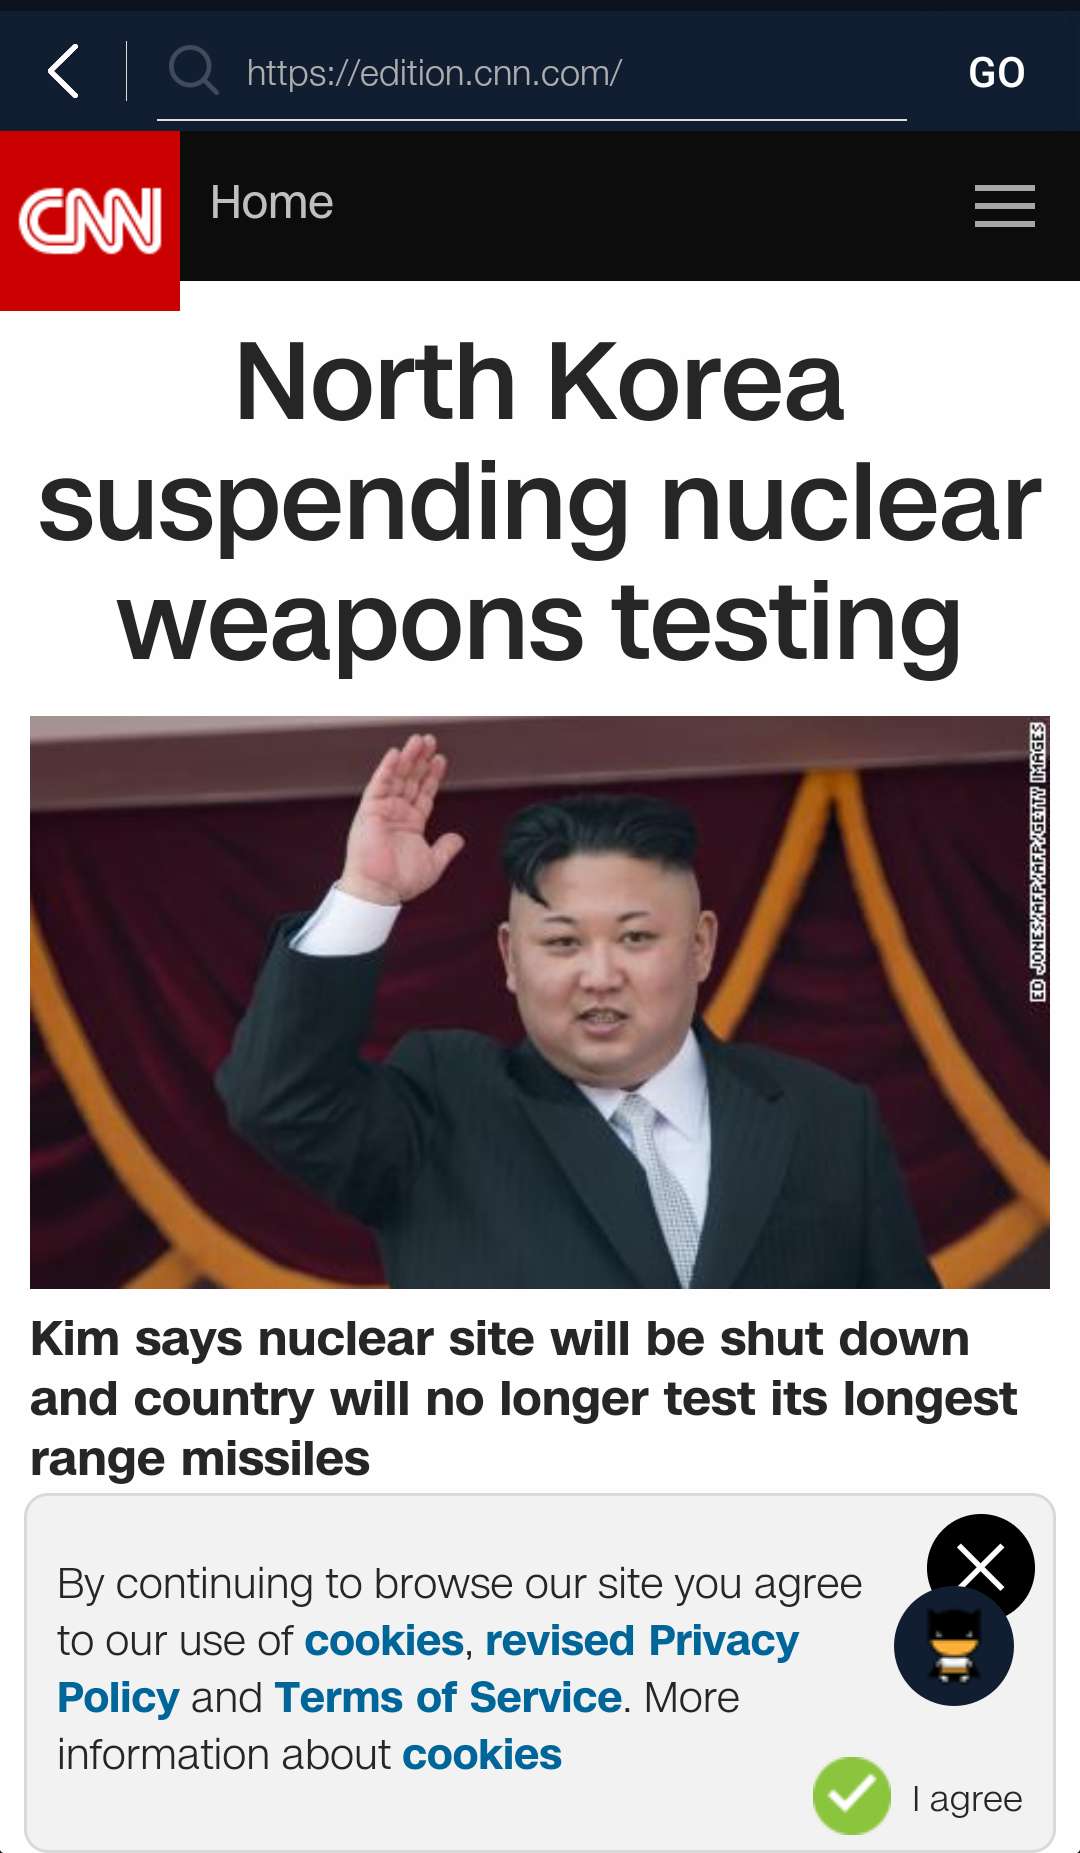 https://edition.cnn.com/
GO
CNN
Home
North Korea
suspending nuclear
weapons testing
ED JONES/AFP/AFP/GETTY IMAGES
Kim says nuclear site will be shut down
and country will no longer test its longest
range missiles
By continuing to browse our site you agree
to our use of cookies, revised Privacy
Policy and Terms of Service. More
information about cookies
I agree